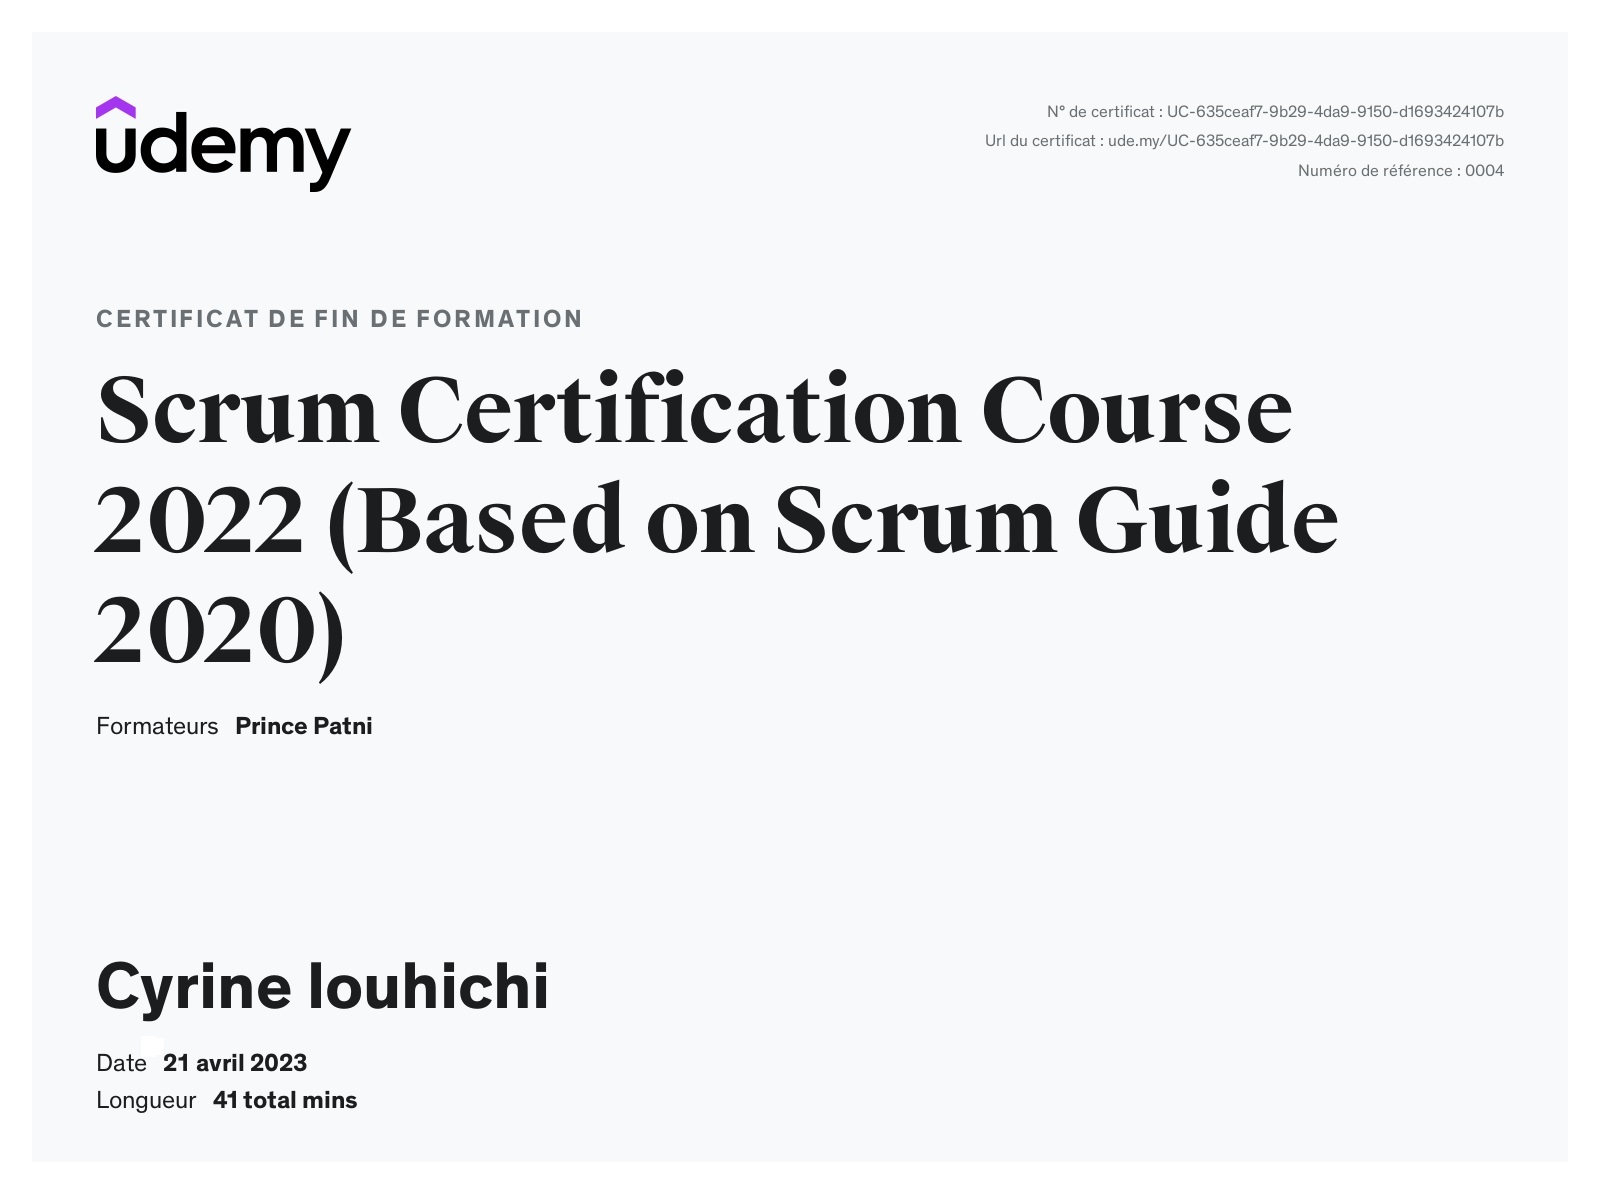 udemy
N° de certificat : UC-635ceaf7-9b29-4da9-9150-d1693424107b
Url du certificat : ude.my/UC-635ceaf7-9b29-4da9-9150-d1693424107b
Numéro de référence : 0004
CERTIFICAT DE FIN DE FORMATION
Scrum Certification Course
2022 (Based on Scrum Guide
2020)
Formateurs Prince Patni
Cyrine louhichi
Date 21 avril 2023
Longueur 41 total mins